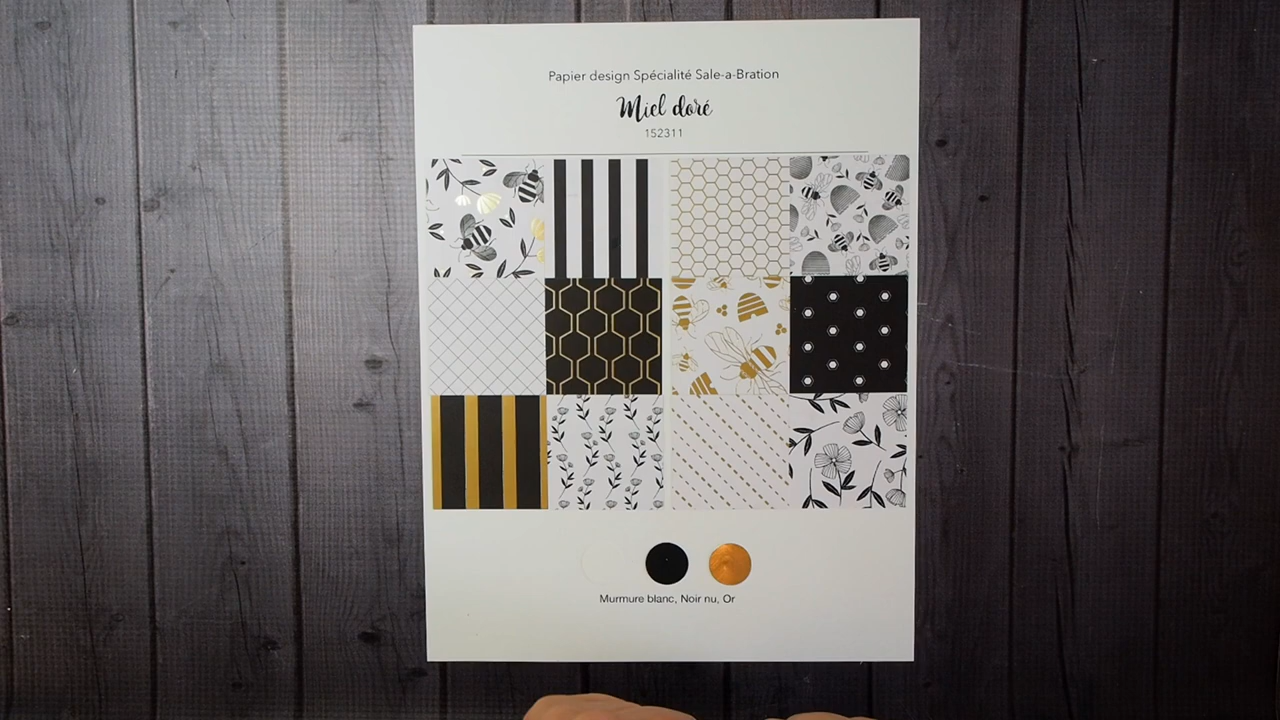 Papier design Spécialité Sale-a-Bration
Miel doré
152311
Murmure blanc, Noir nu, Or